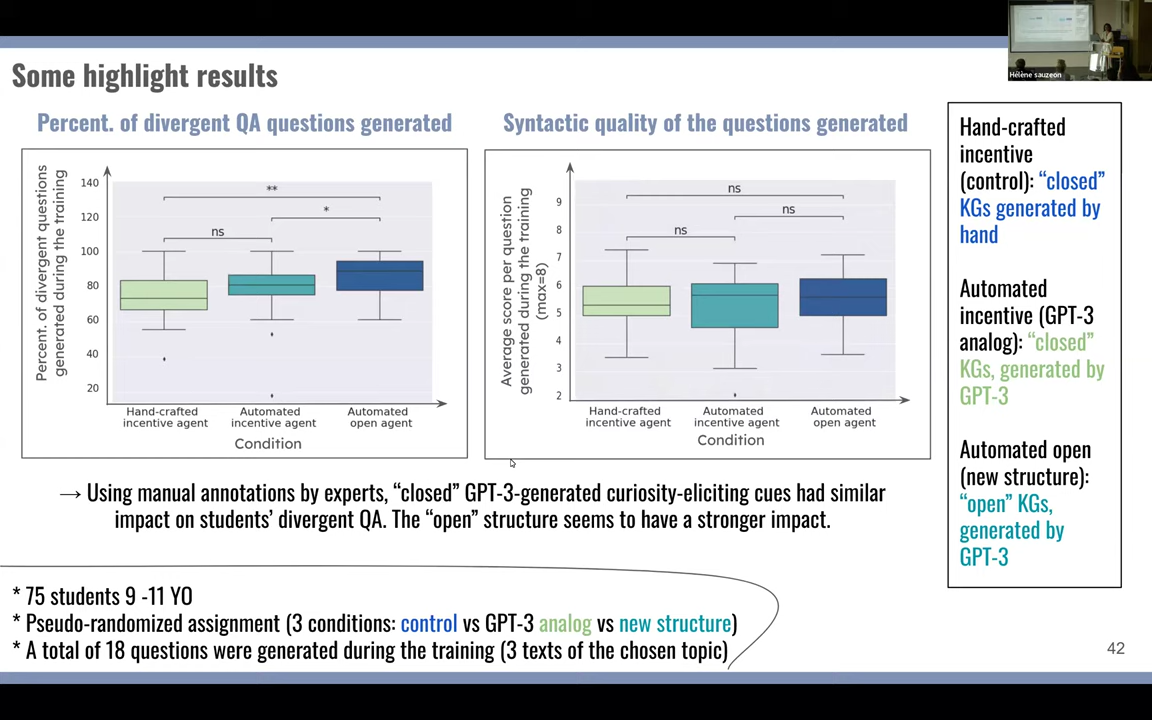 Hélène sauzéon
Some highlight results
Percent. of divergent QA questions generated
Syntactic quality of the questions generated
Percent. of divergent questions
generated during the training
140
120
100
80
60
40
20
**
*
ns
Hand-crafted
incentive agent
Automated
incentive agent
Automated
open agent
Condition
Average score per question
generated during the training
(max=8)
9
8
7
6
5
4
3
2
ns
ns
ns
Hand-crafted
incentive agent
Automated
incentive agent
Automated
open agent
Condition
Hand-crafted
incentive
(control): “closed”
KGs generated by
hand
Automated
incentive (GPT-3
analog): “closed”
KGs, generated by
GPT-3
Automated open
(new structure):
“open” KGs,
generated by
GPT-3
→ Using manual annotations by experts, “closed” GPT-3-generated curiosity-eliciting cues had similar
impact on students’ divergent QA. The “open” structure seems to have a stronger impact.
* 75 students 9 -11 YO
* Pseudo-randomized assignment (3 conditions: control vs GPT-3 analog vs new structure)
* A total of 18 questions were generated during the training (3 texts of the chosen topic)
42